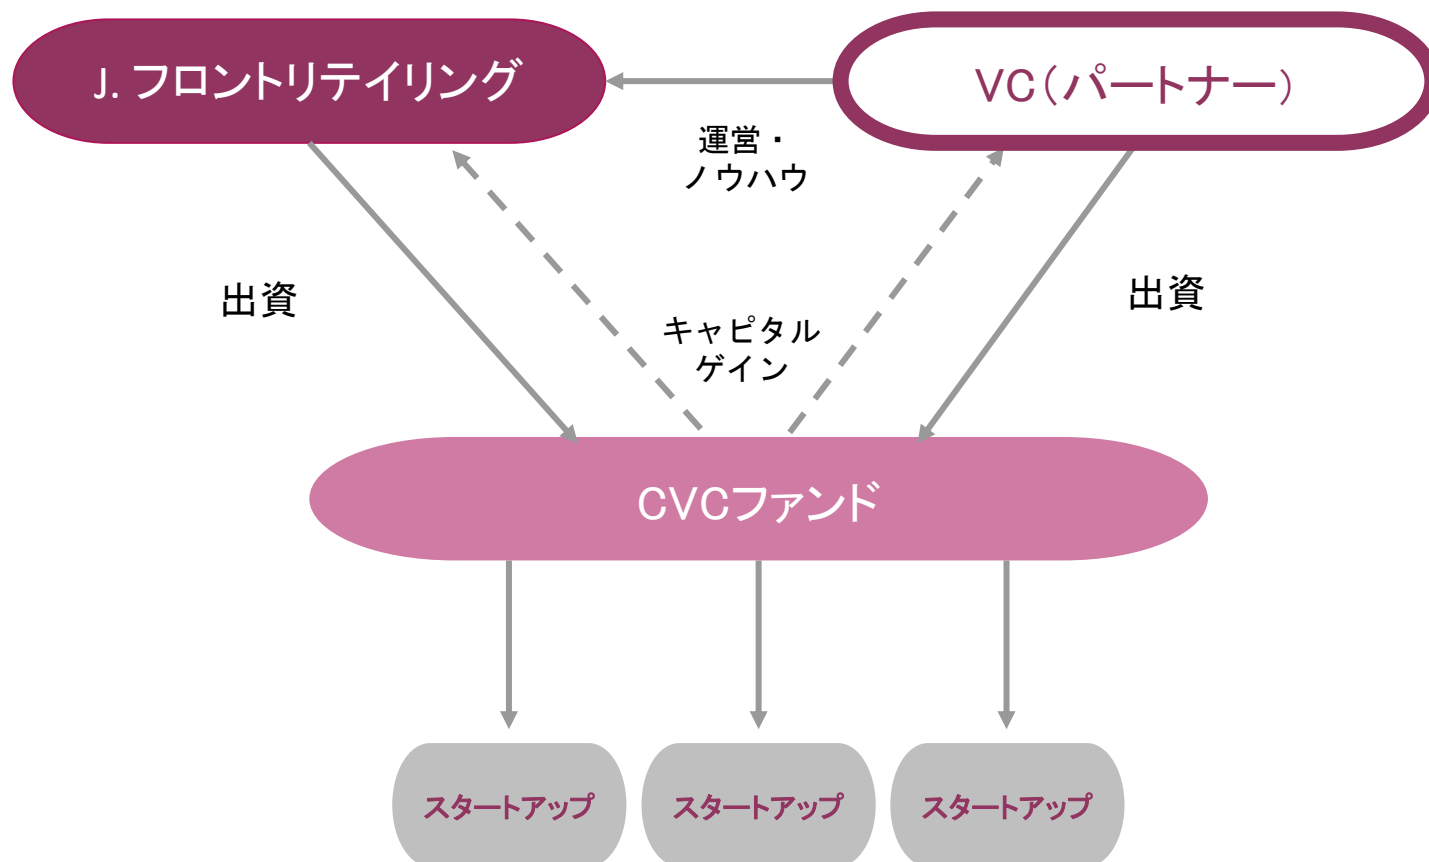 J. フロントリテイリング
VC(パートナー)
運営・
ノウハウ
出資
出資
キャピタル
ゲイン
CVCファンド
スタートアップ
スタートアップ
スタートアップ